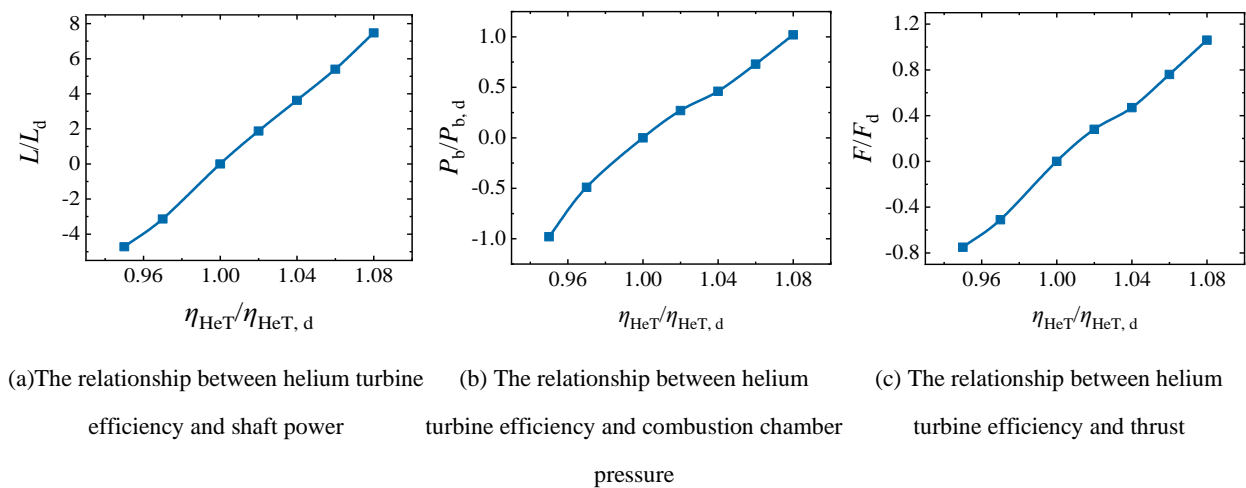 8
6
4
2
0
-2
-4
L/L_d
0.96 1.00 1.04 1.08
η_HeT/η_HeT, d
1.0
0.5
0.0
-0.5
-1.0
P_b/P_b, d
0.96 1.00 1.04 1.08
η_HeT/η_HeT, d
1.2
0.8
0.4
0.0
-0.4
-0.8
F/F_d
0.96 1.00 1.04 1.08
η_HeT/η_HeT, d
(a)The relationship between helium turbine
efficiency and shaft power
(b) The relationship between helium
turbine efficiency and combustion chamber
pressure
(c) The relationship between helium
turbine efficiency and thrust